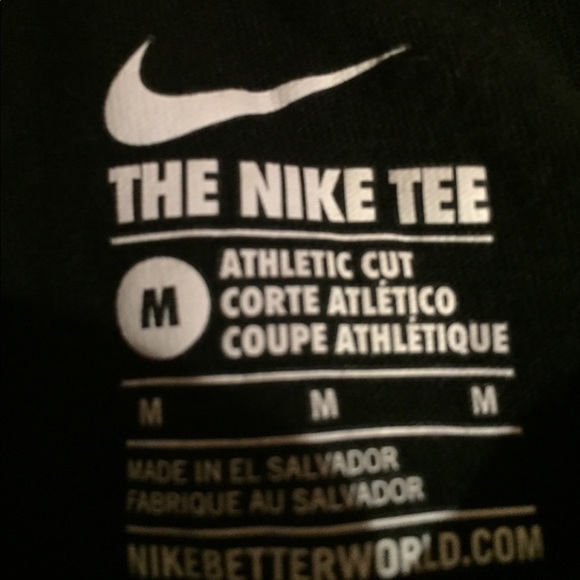 THE NIKE TEE
M
ATHLETIC CUT
CORTE ATLÉTICO
COUPE ATHLÉTIQUE
M M M
MADE IN EL SALVADOR
FABRIQUE AU SALVADOR
NIKEBETTERWORLD.COM